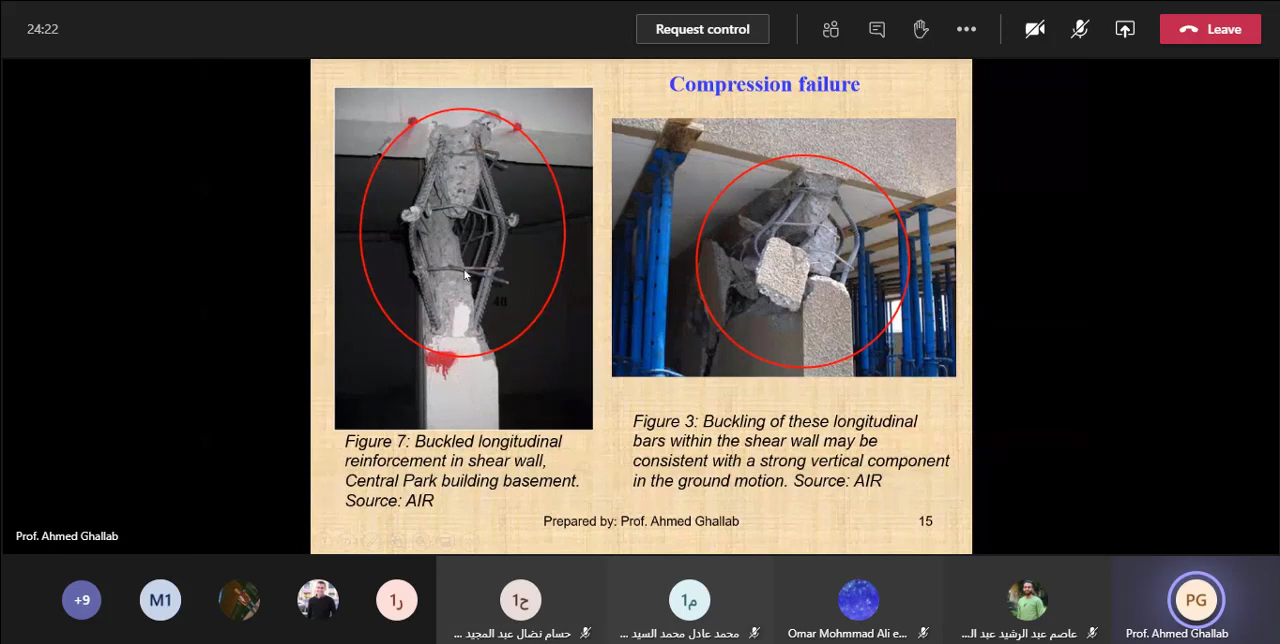 24:22
Request control
Leave
Compression failure
48
Figure 7: Buckled longitudinal
reinforcement in shear wall,
Central Park building basement.
Source: AIR
Figure 3: Buckling of these longitudinal
bars within the shear wall may be
consistent with a strong vertical component
in the ground motion. Source: AIR
Prepared by: Prof. Ahmed Ghallab
15
Prof. Ahmed Ghallab
+9
M1
ر1
ح1
م1
PG
حسام نضال عبد المجيد ...
محمد عادل محمد السيد ...
Omar Mohmmad Ali e...
عاصم عبد الرشيد عبد ال...
Prof. Ahmed Ghallab